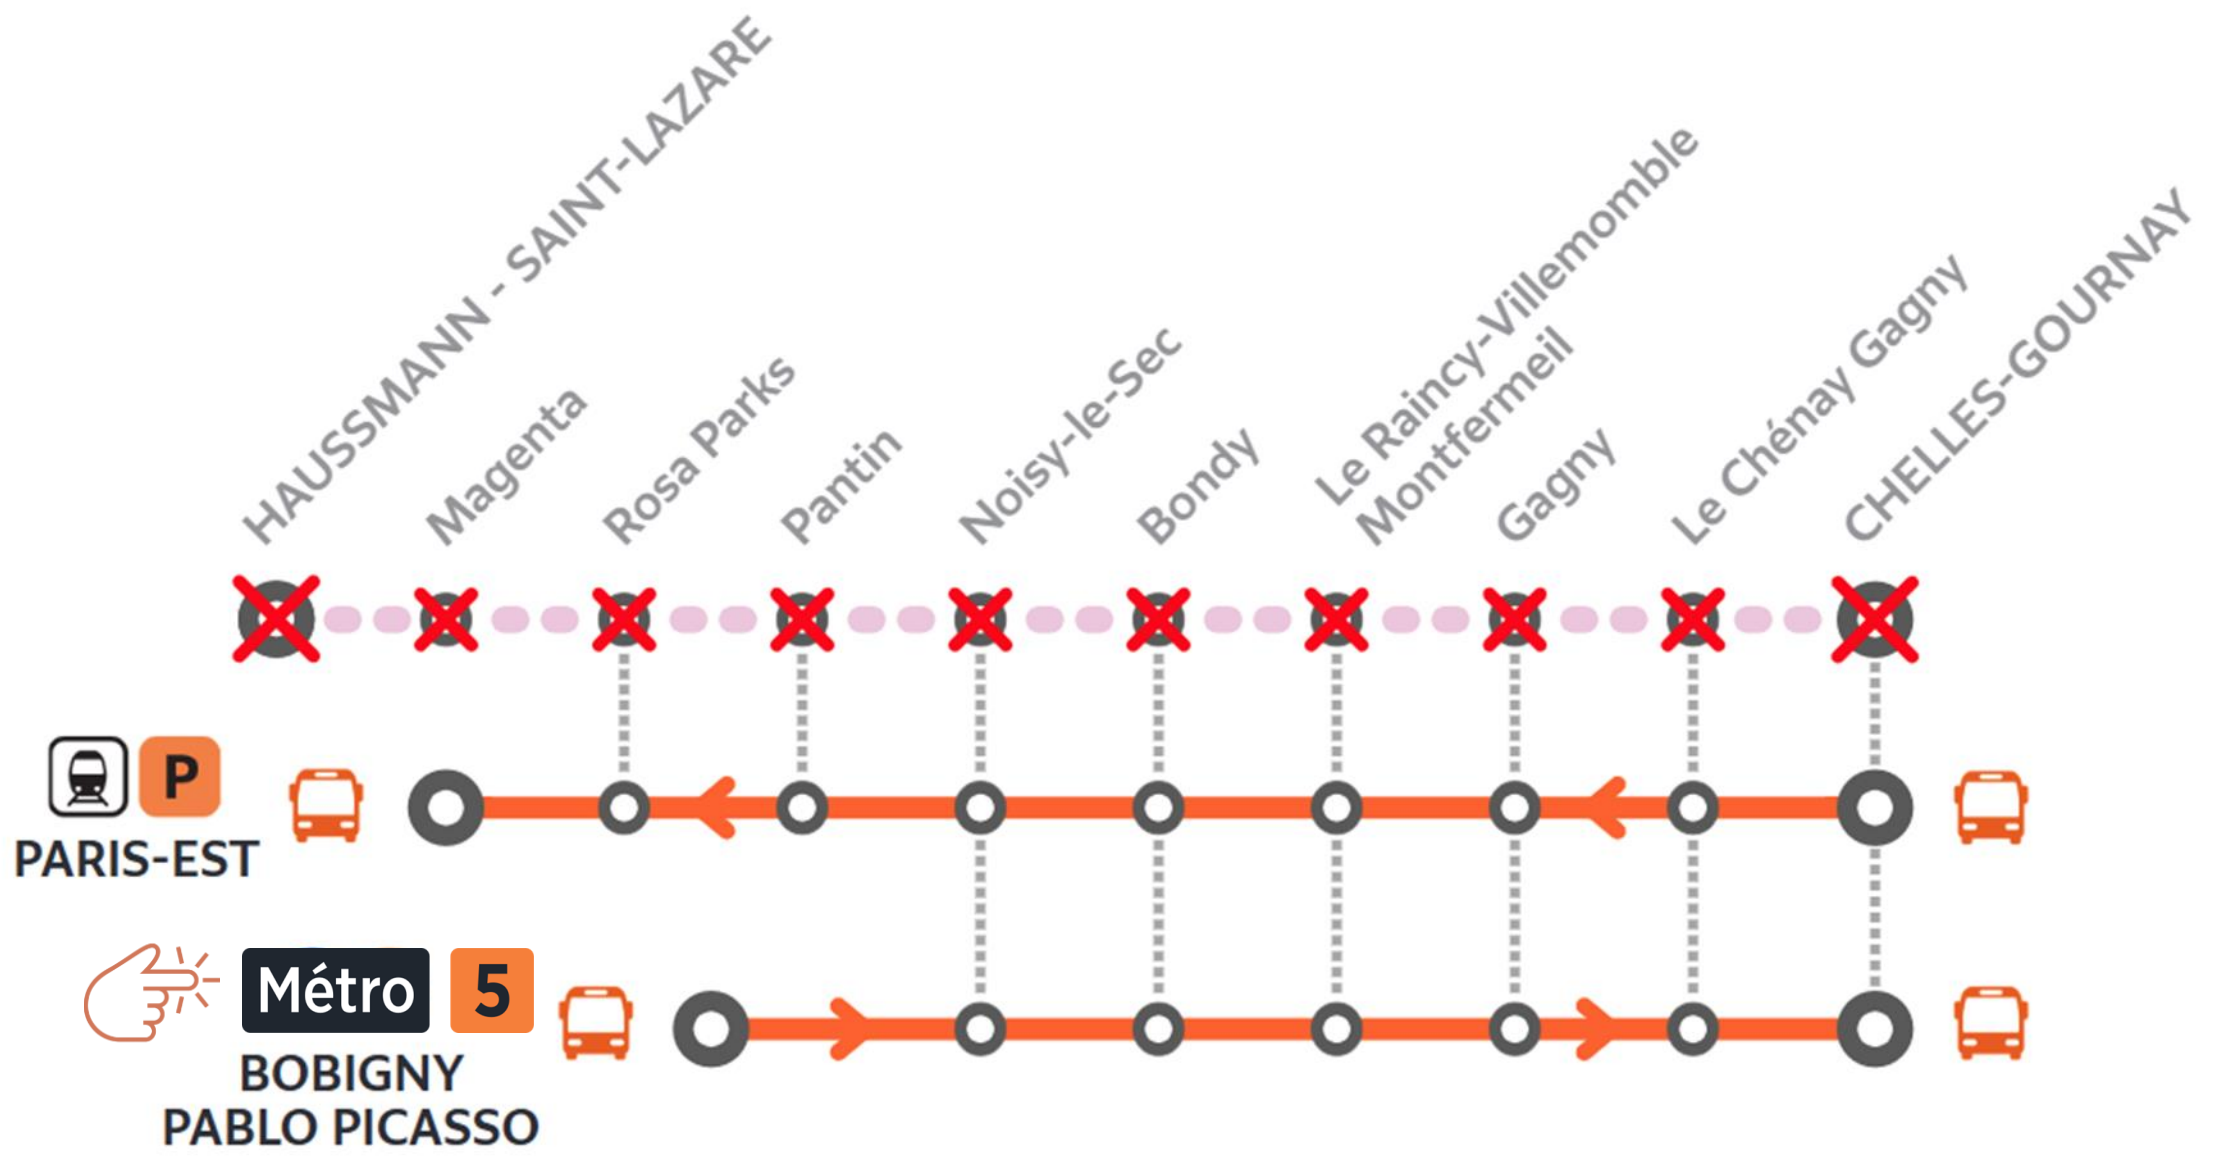 HAUSSMANN - SAINT-LAZARE
Magenta
Rosa Parks
Pantin
Noisy-le-Sec
Bondy
Le Raincy-Villemomble
Montfermeil
Gagny
Le Chénay Gagny
CHELLES-GOURNAY
P
PARIS-EST
Métro 5
BOBIGNY
PABLO PICASSO